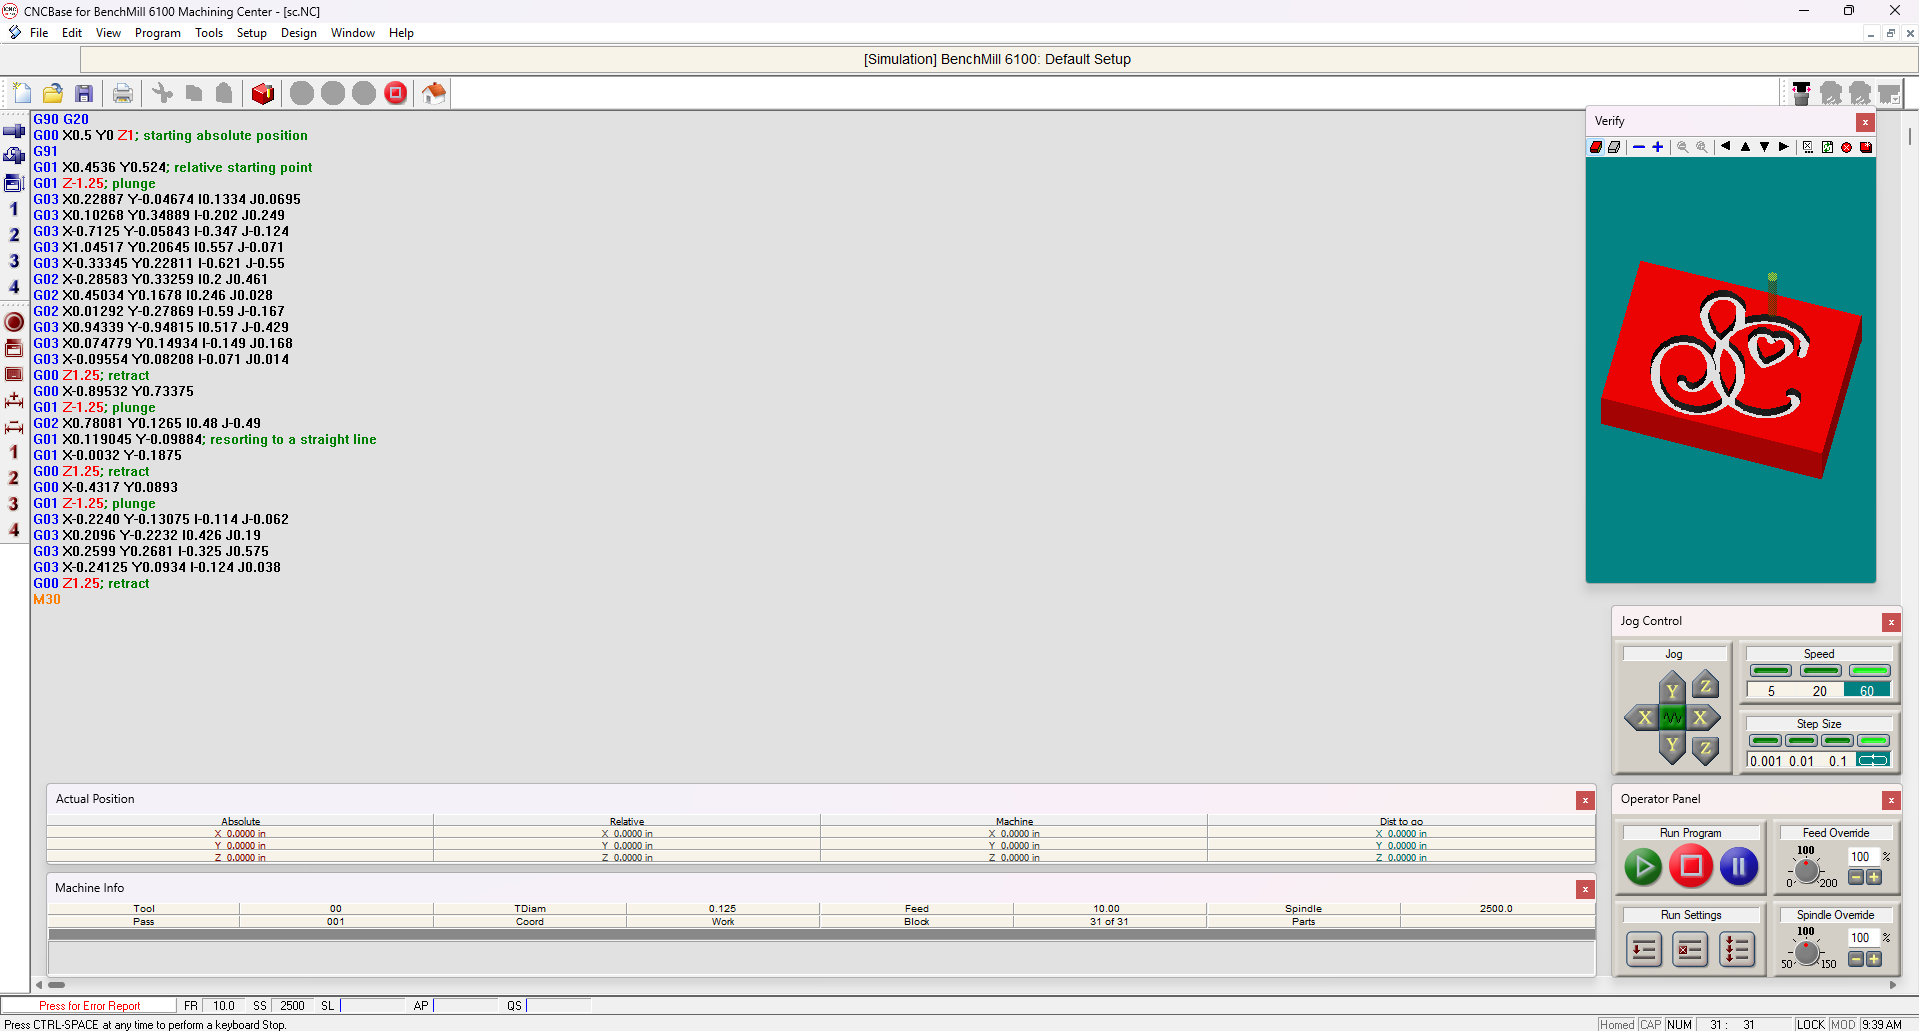 CNCBase for BenchMill 6100 Machining Center - [sc.NC]
File Edit View Program Tools Setup Design Window Help
[Simulation] BenchMill 6100: Default Setup
G90 G20
G00 X0.5 Y0 Z1; starting absolute position
G91
G01 X0.4536 Y0.524; relative starting point
G01 Z-1.25; plunge
G03 X0.22887 Y-0.04674 I0.1334 J0.0695
G03 X0.10268 Y0.34889 I-0.202 J0.249
G03 X-0.7125 Y-0.05843 I-0.347 J-0.124
G03 X1.04517 Y0.20645 I0.557 J-0.071
G03 X-0.33345 Y0.22811 I-0.621 J-0.55
G02 X-0.28583 Y0.33259 I0.2 J0.461
G02 X0.45034 Y0.1678 I0.246 J0.028
G02 X0.01292 Y-0.27869 I-0.59 J-0.167
G03 X0.94339 Y-0.94815 I0.517 J-0.429
G03 X0.074779 Y0.14934 I-0.149 J0.168
G03 X-0.09554 Y0.08208 I-0.071 J0.014
G00 Z1.25; retract
G00 X-0.89532 Y0.73375
G01 Z-1.25; plunge
G02 X0.78081 Y0.1265 I0.48 J-0.49
G01 X0.119045 Y-0.09884; resorting to a straight line
G01 X-0.0032 Y-0.1875
G00 Z1.25; retract
G00 X-0.4317 Y0.0893
G01 Z-1.25; plunge
G03 X-0.2240 Y-0.13075 I-0.114 J-0.062
G03 X0.2096 Y-0.2232 I0.426 J0.19
G03 X0.2599 Y0.2681 I-0.325 J0.575
G03 X-0.24125 Y0.0934 I-0.124 J0.038
G00 Z1.25; retract
M30
1
2
3
4
1
2
3
4
Verify
Jog Control
Jog
Y Z
X X
Y Z
Speed
5 20 60
Step Size
0.001 0.01 0.1
Actual Position
Absolute Relative Machine Dist to go
X 0.0000 in X 0.0000 in X 0.0000 in X 0.0000 in
Y 0.0000 in Y 0.0000 in Y 0.0000 in Y 0.0000 in
Z 0.0000 in Z 0.0000 in Z 0.0000 in Z 0.0000 in
Machine Info
Tool 00 TDiam 0.125 Feed 10.00 Spindle 2500.0
Pass 001 Coord Work Block 31 of 31 Parts
Operator Panel
Run Program
Feed Override
100
0 200
100 %
Run Settings
Spindle Override
100
50 150
100 %
Press for Error Report FR 10.0 SS 2500 SL AP QS
Press CTRL-SPACE at any time to perform a keyboard Stop.
Homed CAP NUM 31 : 31 LOCK MOD 9:39 AM